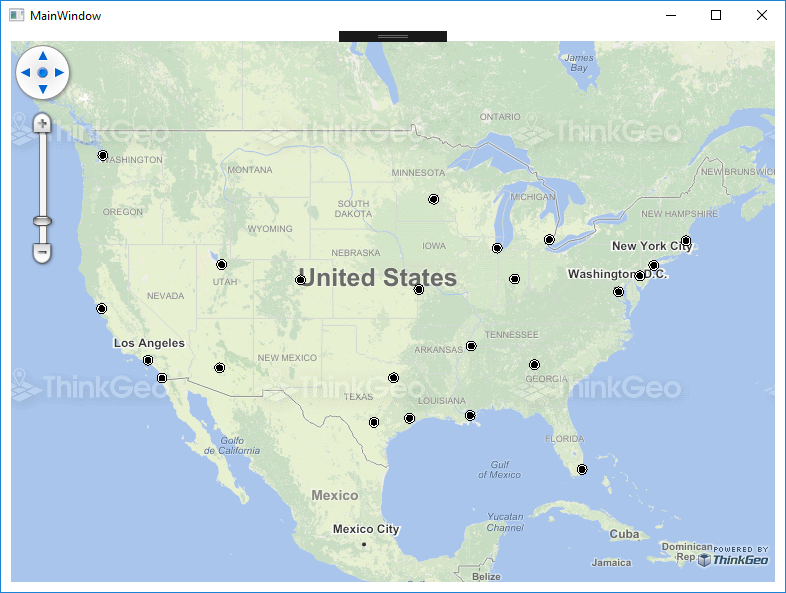 MainWindow
James
Bay
ONTARIO
ThinkGeo
ThinkGeo
ThinkGeo
WASHINGTON
MONTANA
MINNESOTA
NEW BRUNSWICK
OREGON
SOUTH
DAKOTA
MICHIGAN
NEW HAMPSHIRE
WYOMING
IOWA
New York City
NEBRASKA
United States
Washington, D.C.
UTAH
NEVADA
TENNESSEE
Los Angeles
ARKANSAS
NEW MEXICO
GEORGIA
ThinkGeo
ThinkGeo
ThinkGeo
TEXAS
LOUISIANA
Golfo
de California
FLORIDA
Gulf
of Mexico
Mexico
Mexico City
Yucatan
Channel
Cuba
Dominican
Rep.
POWERED BY
ThinkGeo
Jamaica
Belize